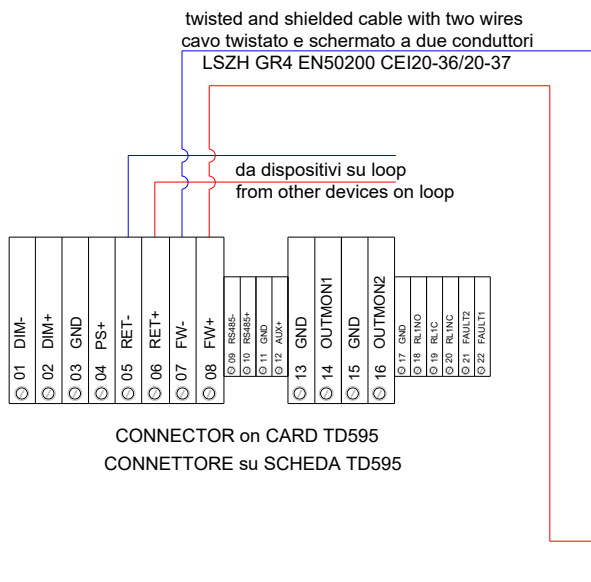 twisted and shielded cable with two wires
cavo twistato e schermato a due conduttori
LSZH GR4 EN50200 CEI20-36/20-37
da dispositivi su loop
from other devices on loop
01 DIM-
02 DIM+
03 GND
04 PS+
05 RET-
06 RET+
07 FW-
08 FW+
09 RS485-
10 RS485+
11 GND
12 AUX+
13 GND
14 OUTMON1
15 GND
16 OUTMON2
17 GND
18 RL1NO
19 RL1C
20 RL1NC
21 FAULT2
22 FAULT1
CONNECTOR on CARD TD595
CONNETTORE su SCHEDA TD595